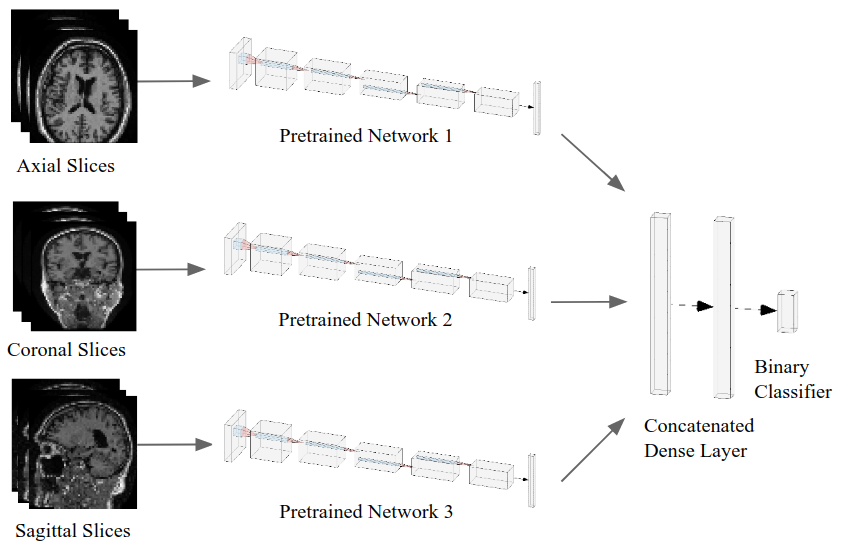 Pretrained Network 1
Axial Slices
Pretrained Network 2
Coronal Slices
Binary
Classifier
Concatenated
Dense Layer
Pretrained Network 3
Sagittal Slices